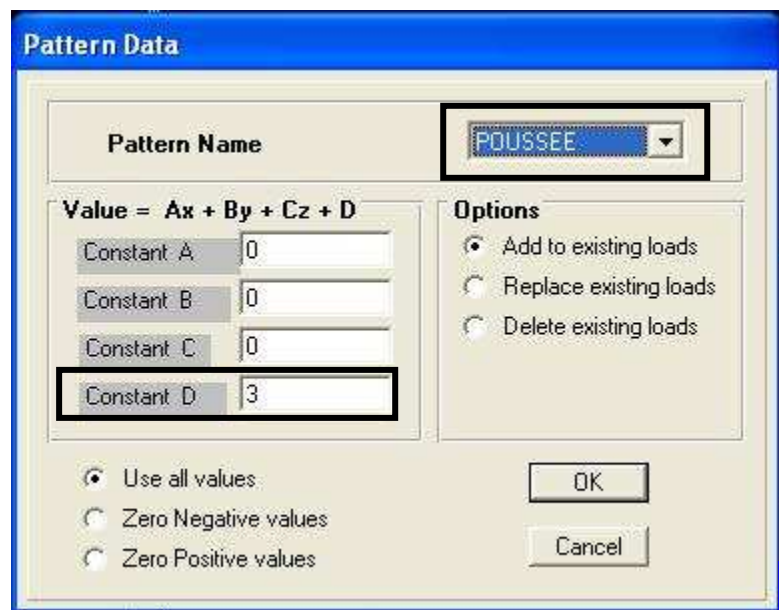 Pattern Data
Pattern Name
POUSSEE
Value = Ax + By + Cz + D
Constant A 0
Constant B 0
Constant C 0
Constant D 3
Options
Add to existing loads
Replace existing loads
Delete existing loads
Use all values
Zero Negative values
Zero Positive values
OK
Cancel